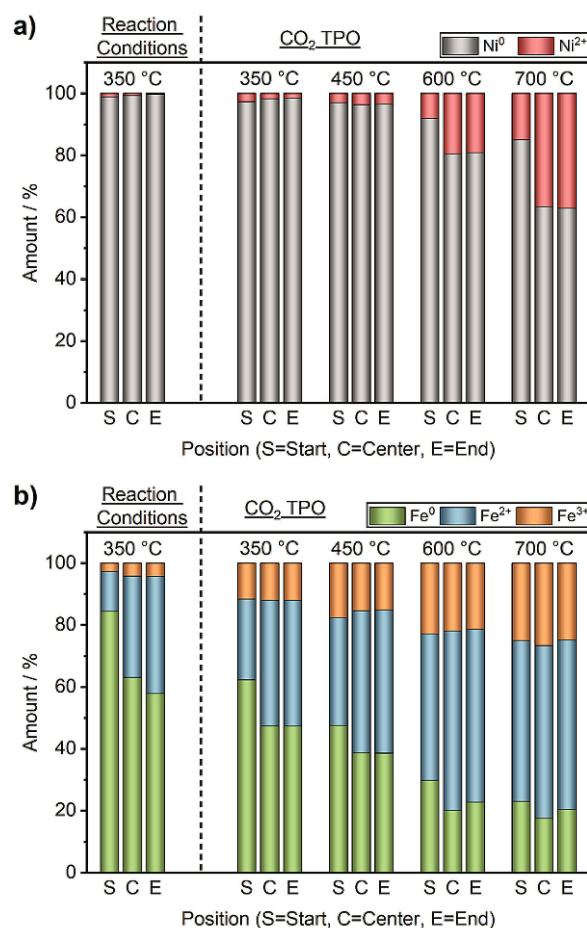 a)
Reaction
Conditions
CO₂ TPO
Ni⁰ Ni²⁺
350 °C 350 °C 450 °C 600 °C 700 °C
100
80
60
40
20
0
Amount / %
S C E S C E S C E S C E S C E
Position (S=Start, C=Center, E=End)
b)
Reaction
Conditions
CO₂ TPO
Fe⁰ Fe²⁺ Fe³⁺
350 °C 350 °C 450 °C 600 °C 700 °C
100
80
60
40
20
0
Amount / %
S C E S C E S C E S C E S C E
Position (S=Start, C=Center, E=End)